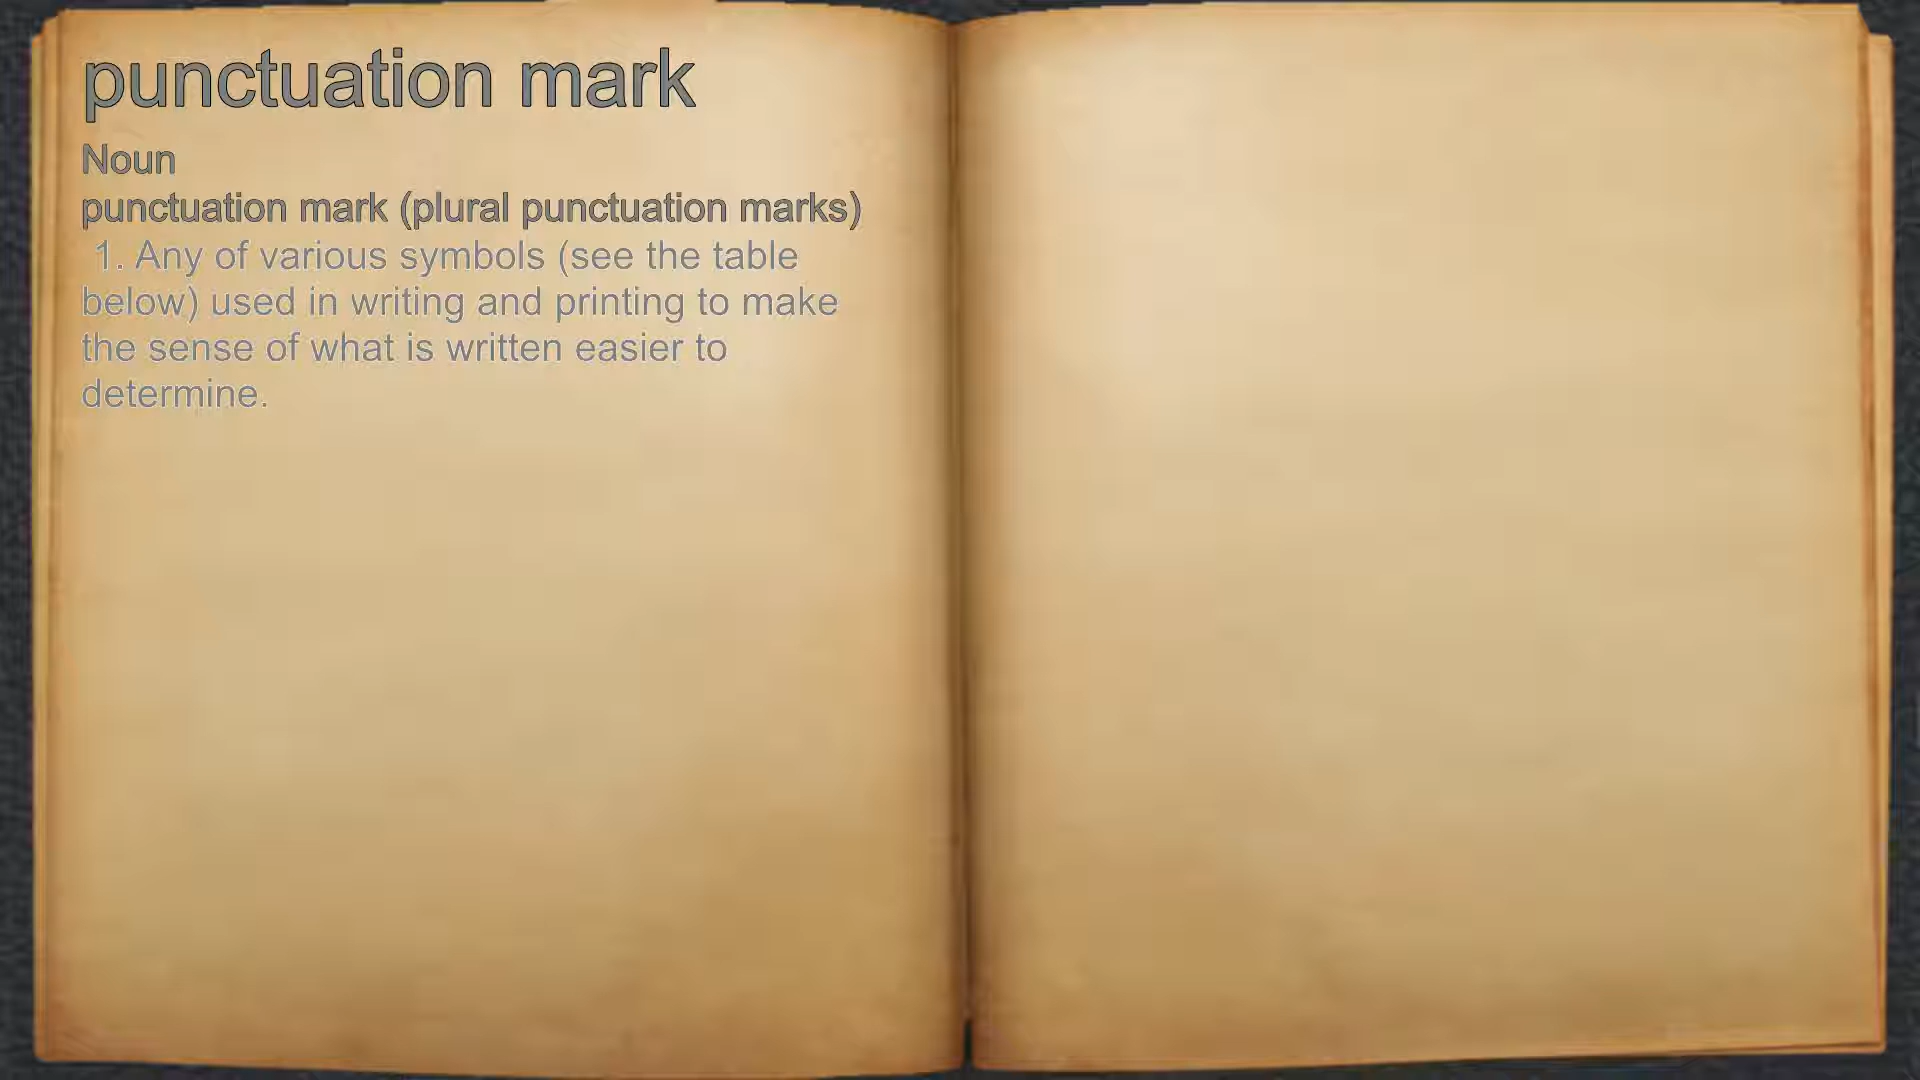 punctuation mark
Noun
punctuation mark (plural punctuation marks)
1. Any of various symbols (see the table
below) used in writing and printing to make
the sense of what is written easier to
determine.